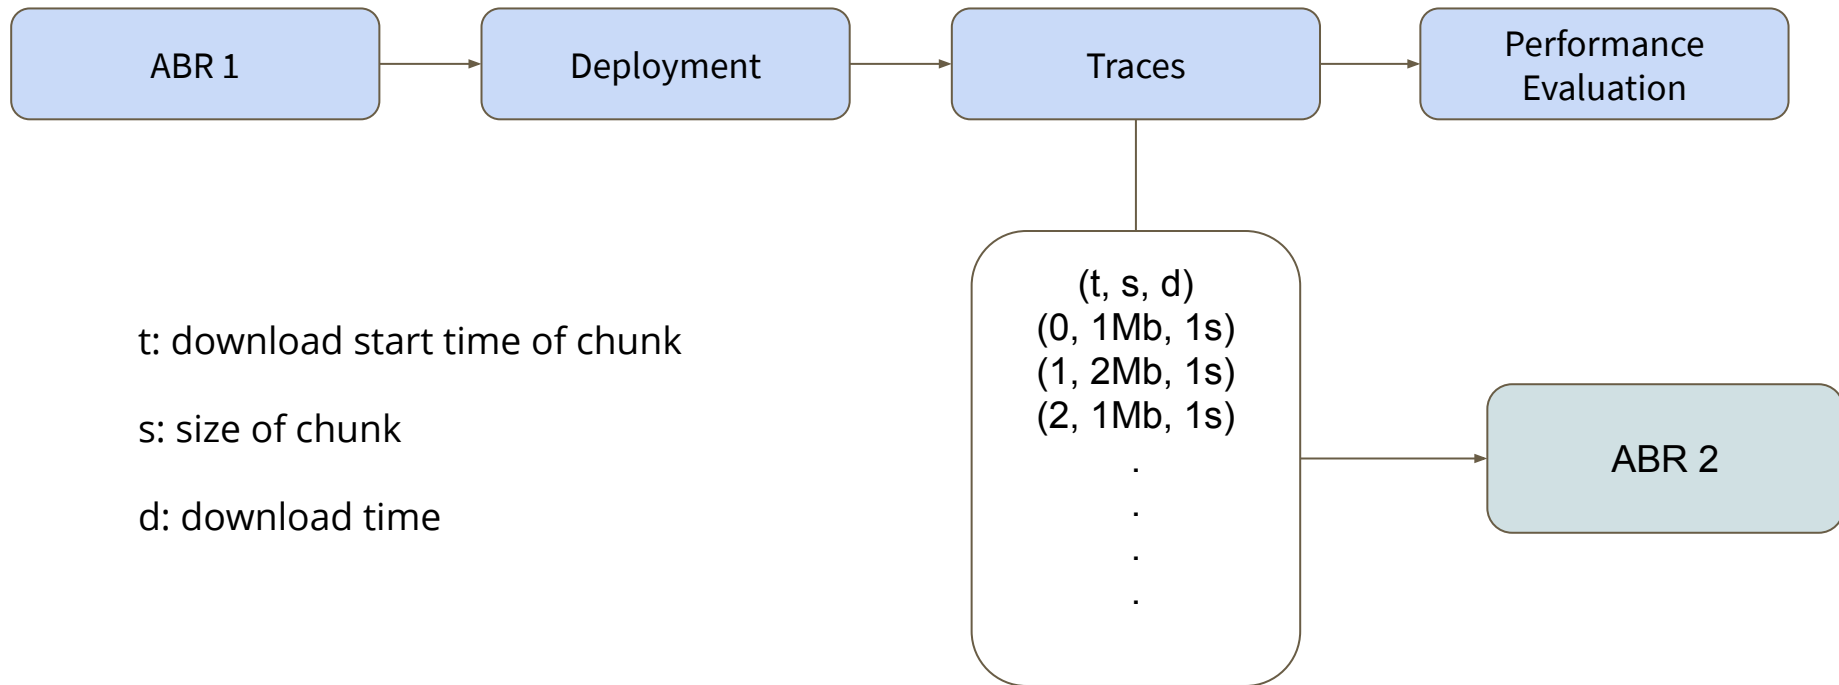 ABR 1
Deployment
Traces
Performance
Evaluation
t: download start time of chunk
s: size of chunk
d: download time
(t, s, d)
(0, 1Mb, 1s)
(1, 2Mb, 1s)
(2, 1Mb, 1s)
.
.
.
.
ABR 2